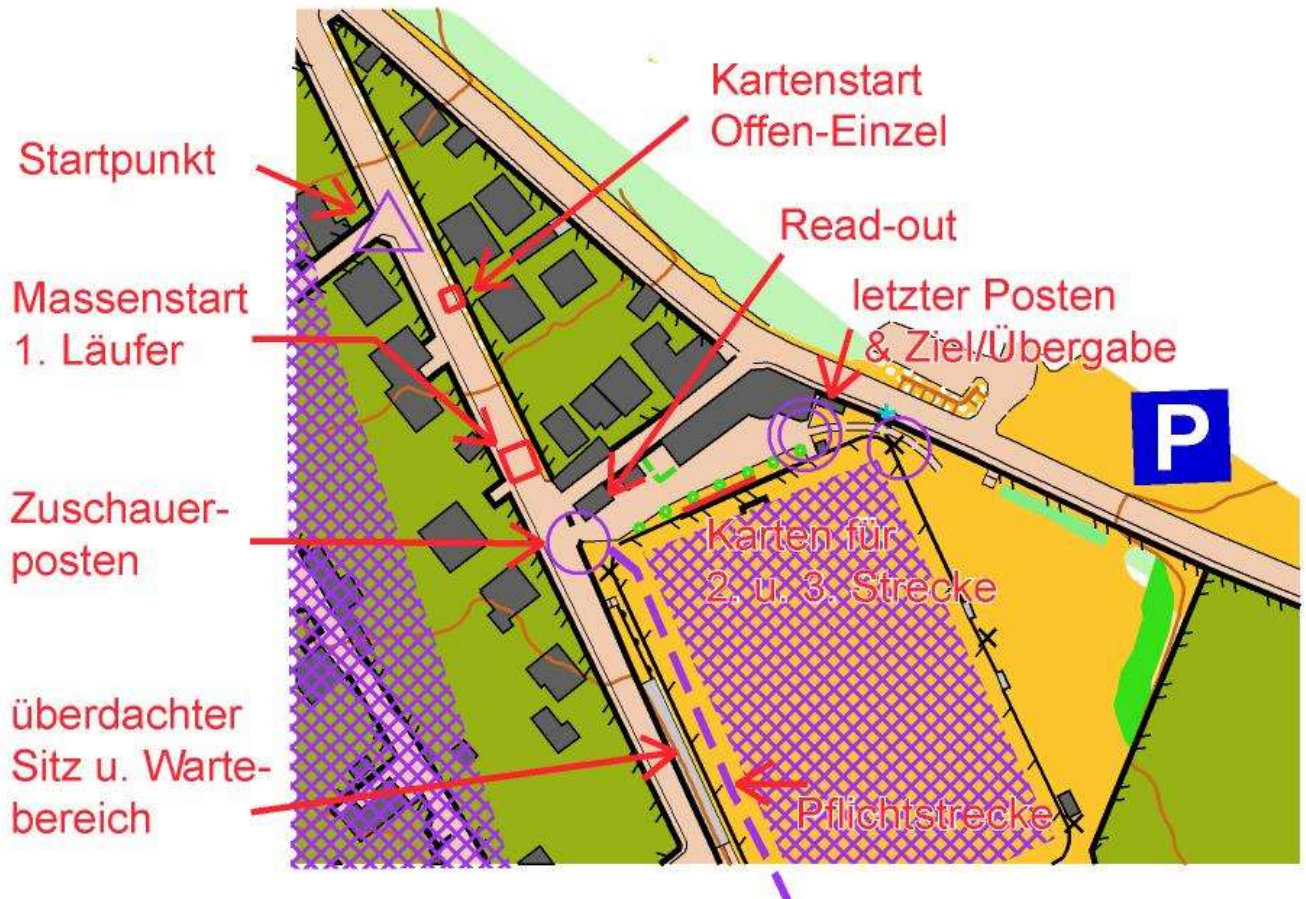 Kartenstart
Offen-Einzel
Startpunkt
Read-out
Massenstart
1. Läufer
letzter Posten
& Ziel/Übergabe
P
Zuschauer-
posten
Karten für
2. u. 3. Strecke
überdachter
Sitz u. Warte-
bereich
Pflichtstrecke